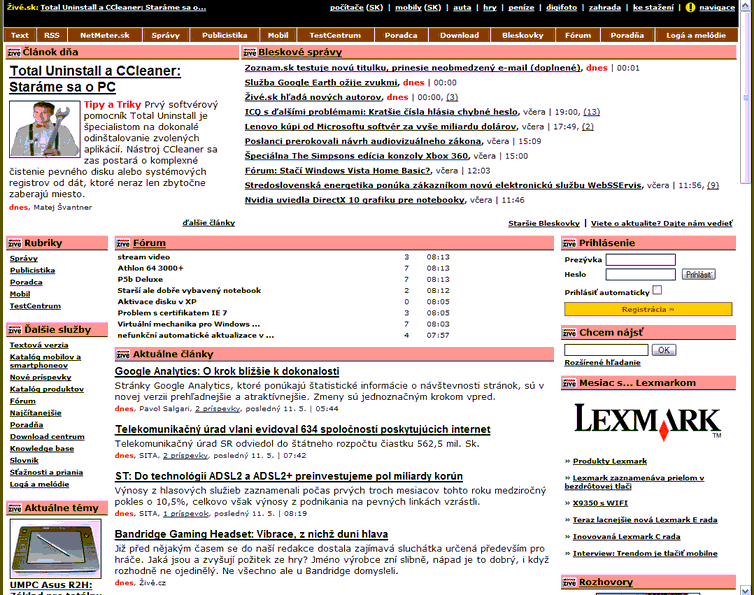 Živé.sk: Total Uninstall a CCleaner: Staráme sa o...
počítače (SK) | mobily (SK) | auta | hry | peníze | digifoto | zahrada | ke stažení | navigace
Text RSS NetMeter.sk Správy Publicistika Mobil TestCentrum Poradca Download Bleskovky Fórum Poradňa Logá a melódie
Článok dňa
Total Uninstall a CCleaner:
Staráme sa o PC
Tipy a Triky Prvý softvérový
pomocník Total Uninstall je
špecialistom na dokonalé
odinštalovanie zvolených
aplikácií. Nástroj CCleaner sa
zas postará o komplexné
čistenie pevného disku alebo systémových
registrov od dát, ktoré neraz len zbytočne
zaberajú miesto.
dnes, Matej Švantner
ďalšie články
Bleskové správy
Zoznam.sk testuje novú titulku, prinesie neobmedzený e-mail (doplnené), dnes | 00:01
Služba Google Earth ožije zvukmi, dnes | 00:00
Živé.sk hľadá nových autorov, dnes | 00:00, (3)
ICQ s ďalšími problémami: Kratšie čísla hlásia chybné heslo, včera | 19:00, (13)
Lenovo kúpi od Microsoftu softvér za vyše miliardu dolárov, včera | 17:49, (2)
Poslanci prerokovali návrh audiovizuálneho zákona, včera | 15:09
Špeciálna The Simpsons edícia konzoly Xbox 360, včera | 15:00
Fórum: Stačí Windows Vista Home Basic?, včera | 12:03
Stredoslovenská energetika ponúka zákazníkom novú elektronickú službu WebSSErvis, včera | 11:56, (9)
Nvidia uviedla DirectX 10 grafiky pre notebooky, včera | 11:46
Staršie Bleskovky | Viete o aktualite? Dajte nám vedieť
Rubriky
Správy
Publicistika
Poradca
Mobil
TestCentrum
Ďalšie služby
Textová verzia
Katalóg mobilov a
smartphoneov
Nové príspevky
Katalóg produktov
Fórum
Najčítanejšie
Poradňa
Download centrum
Knowledge base
Slovník
Sťažnosti a priania
Logá a melódie
Aktuálne témy
UMPC Asus R2H:
Fórum
stream video 3 08:13
Athlon 64 3000+ 7 08:13
P5b Deluxe 7 08:13
Starší ale dobře vybavený notebook 2 08:12
Aktivace disku v XP 0 08:05
Problem s certifikatem IE 7 3 08:05
Virtuální mechanika pro Windows ... 7 08:03
nefunkční automatické aktualizace v ... 4 07:57
Aktuálne články
Google Analytics: O krok bližšie k dokonalosti
Stránky Google Analytics, ktoré ponúkajú štatistické informácie o návštevnosti stránok, sú v
novej verzii prehľadnejšie a atraktívnejšie. Zmeny sú jednoznačným krokom vpred.
dnes, Pavol Salgari, 2 príspevky, posledný 11. 5. | 05:44
Telekomunikačný úrad vlani evidoval 634 spoločností poskytujúcich internet
Telekomunikačný úrad SR odviedol do štátneho rozpočtu čiastku 562,5 mil. Sk.
dnes, SITA, 2 príspevky, posledný 11. 5. | 07:42
ST: Do technológií ADSL2 a ADSL2+ preinvestujeme pol miliardy korún
Výnosy z hlasových služieb zaznamenali počas prvých troch mesiacov tohto roku medziročný
pokles o 10,5%, celkovo však výnosy z podnikania na pevných linkách vzrástli.
dnes, SITA, 1 príspevok, posledný 11. 5. | 08:19
Bandridge Gaming Headset: Vibrace, z nichž duní hlava
Již před nějakým časem se do naší redakce dostala zajímavá sluchátka určená především pro
hráče. Jaká jsou a zvyšují požitek ze hry? Jméno výrobce zní slibně, nápad je to dobrý, i když
rozhodně ne ojedinělý. Ne všechno ale u Bandridge domysleli.
dnes, Živě.cz
Prihlásenie
Prezývka
Heslo Prihlásiť
Prihlásiť automaticky
Registrácia »
Chcem nájsť
OK
Rozšírené hľadanie
Mesiac s... Lexmarkom
LEXMARK™
» Produkty Lexmark
» Lexmark zaznamenáva prielom v
bezdrôtovej tlači
» X9350 s WIFI
» Teraz lacnejšie nová Lexmark E rada
» Inovovaná Lexmark C rada
» Interview: Trendom je tlačiť mobilne
Rozhovory